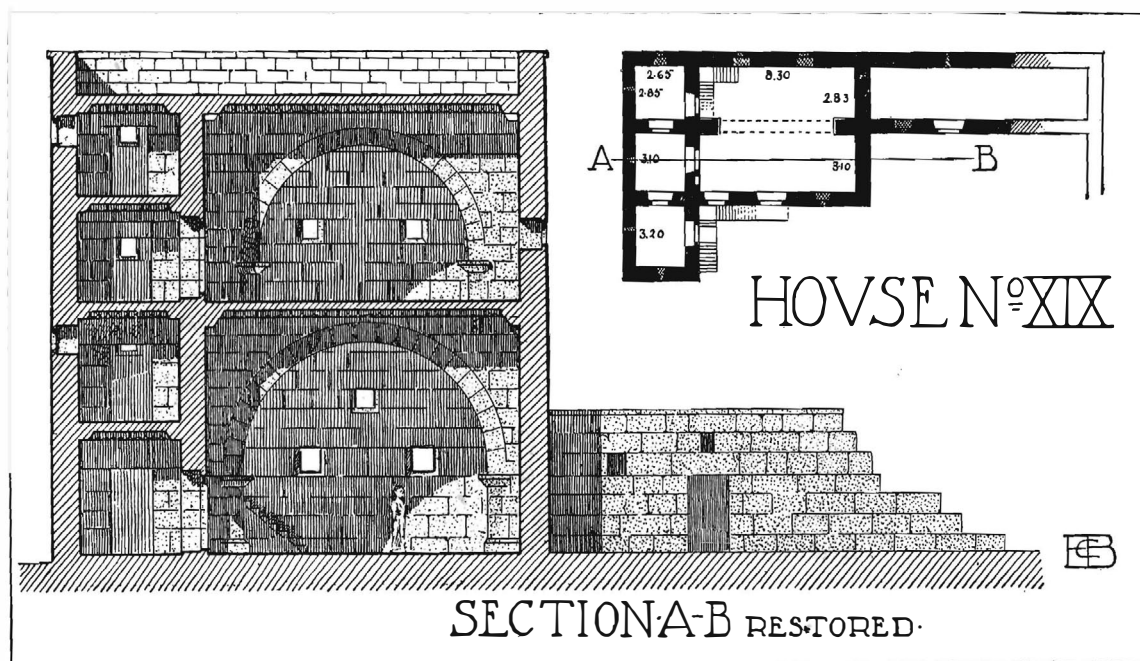 2.65
8.30
2.85
2.83
A
3.10
3.10
B
3.20
HOVSE Nº XIX
SECTION·A-B RESTORED·